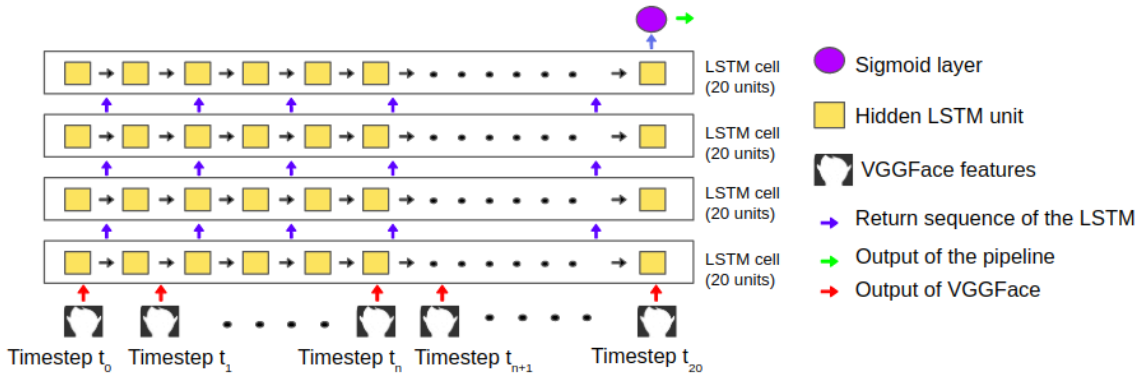 LSTM cell
(20 units)
LSTM cell
(20 units)
LSTM cell
(20 units)
LSTM cell
(20 units)
Timestep t0
Timestep t1
Timestep tn
Timestep tn+1
Timestep t20
Sigmoid layer
Hidden LSTM unit
VGGFace features
Return sequence of the LSTM
Output of the pipeline
Output of VGGFace